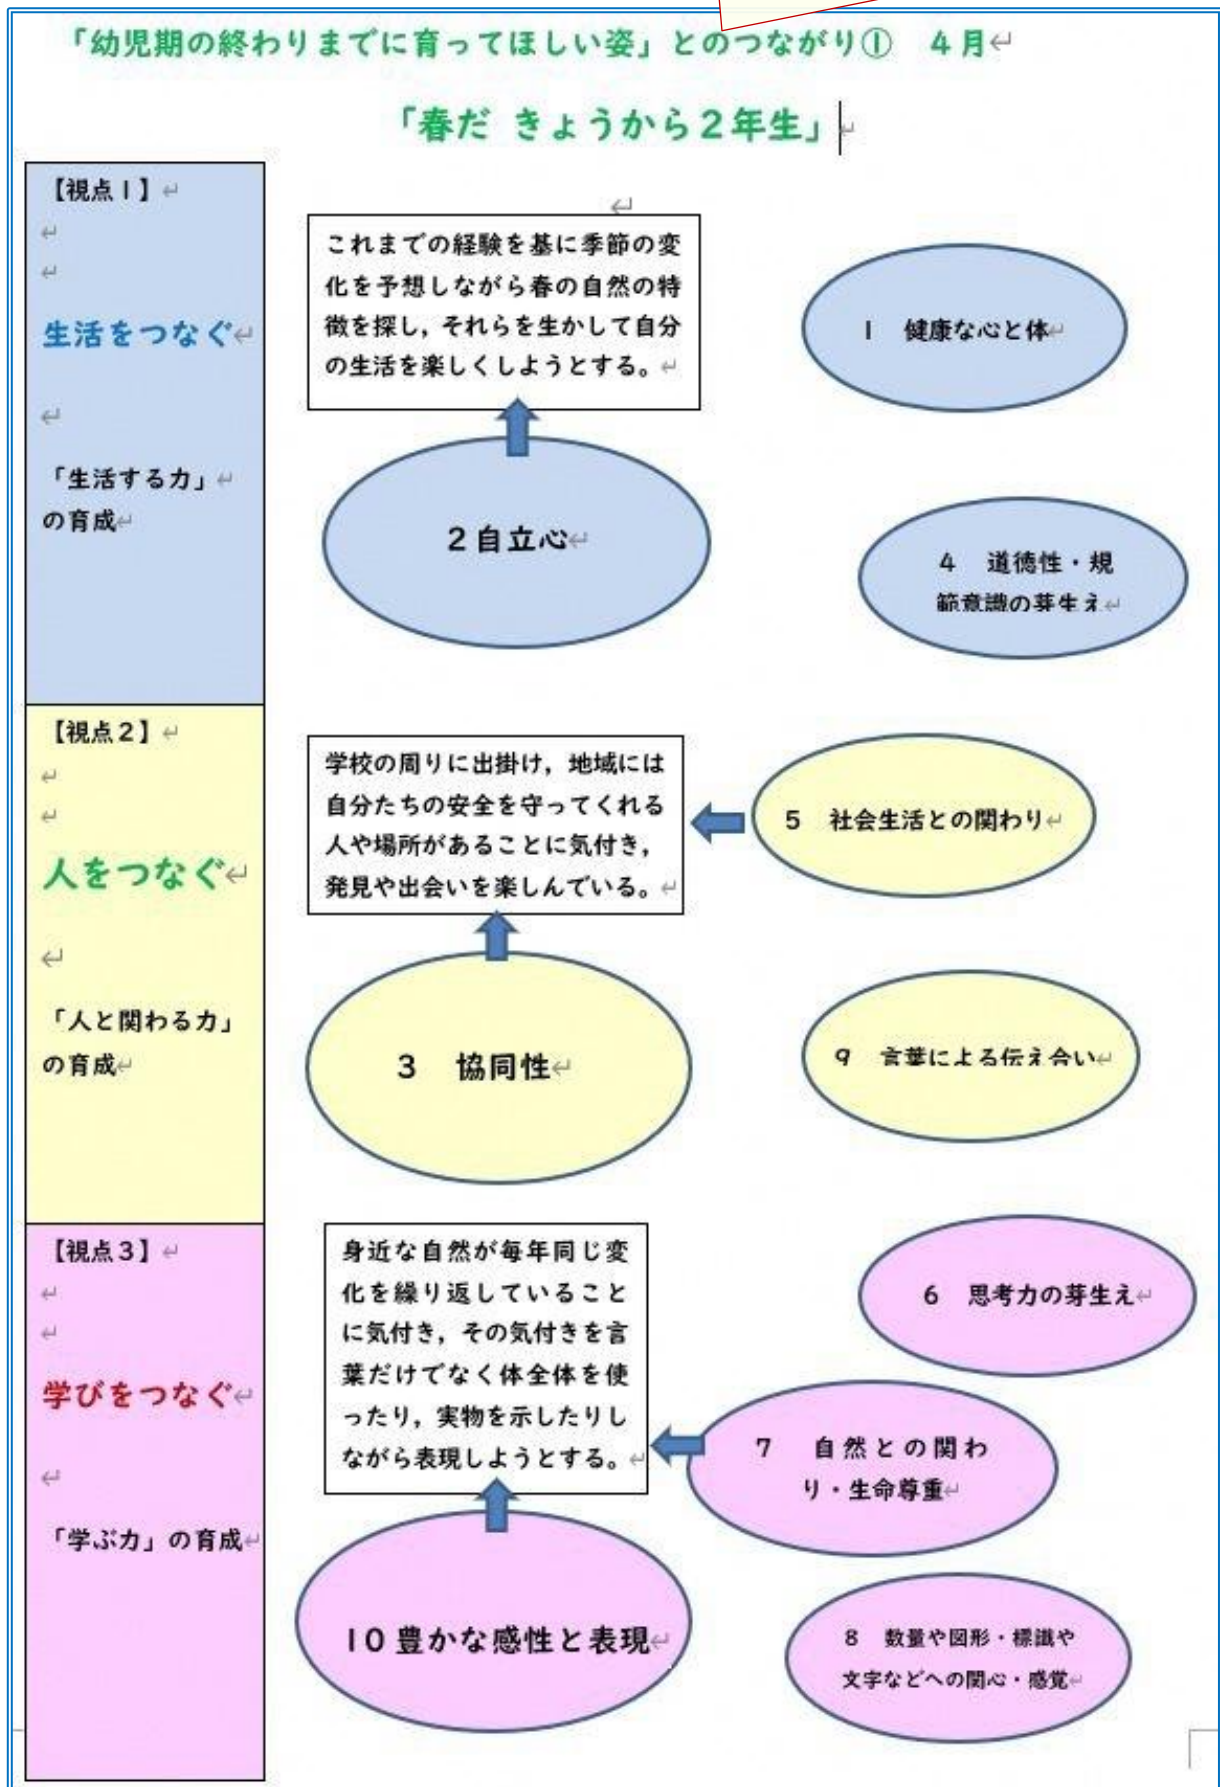 「幼児期の終わりまでに育ってほしい姿」とのつながり① 4月
「春だ きょうから2年生」
【視点1】
生活をつなぐ
「生活する力」
の育成
これまでの経験を基に季節の変
化を予想しながら春の自然の特
徴を探し，それらを生かして自分
の生活を楽しくしようとする。
1 健康な心と体
2自立心
4 道徳性・規
範意識の芽生え
【視点2】
人をつなぐ
「人と関わる力」
の育成
学校の周りに出掛け，地域には
自分たちの安全を守ってくれる
人や場所があることに気付き，
発見や出会いを楽しんでいる。
5 社会生活との関わり
3 協同性
9 言葉による伝え合い
【視点3】
学びをつなぐ
「学ぶ力」の育成
身近な自然が毎年同じ変
化を繰り返していること
に気付き，その気付きを言
葉だけでなく体全体を使
ったり，実物を示したりし
ながら表現しようとする。
6 思考力の芽生え
7 自然との関わ
り・生命尊重
10豊かな感性と表現
8 数量や図形・標識や
文字などへの関心・感覚